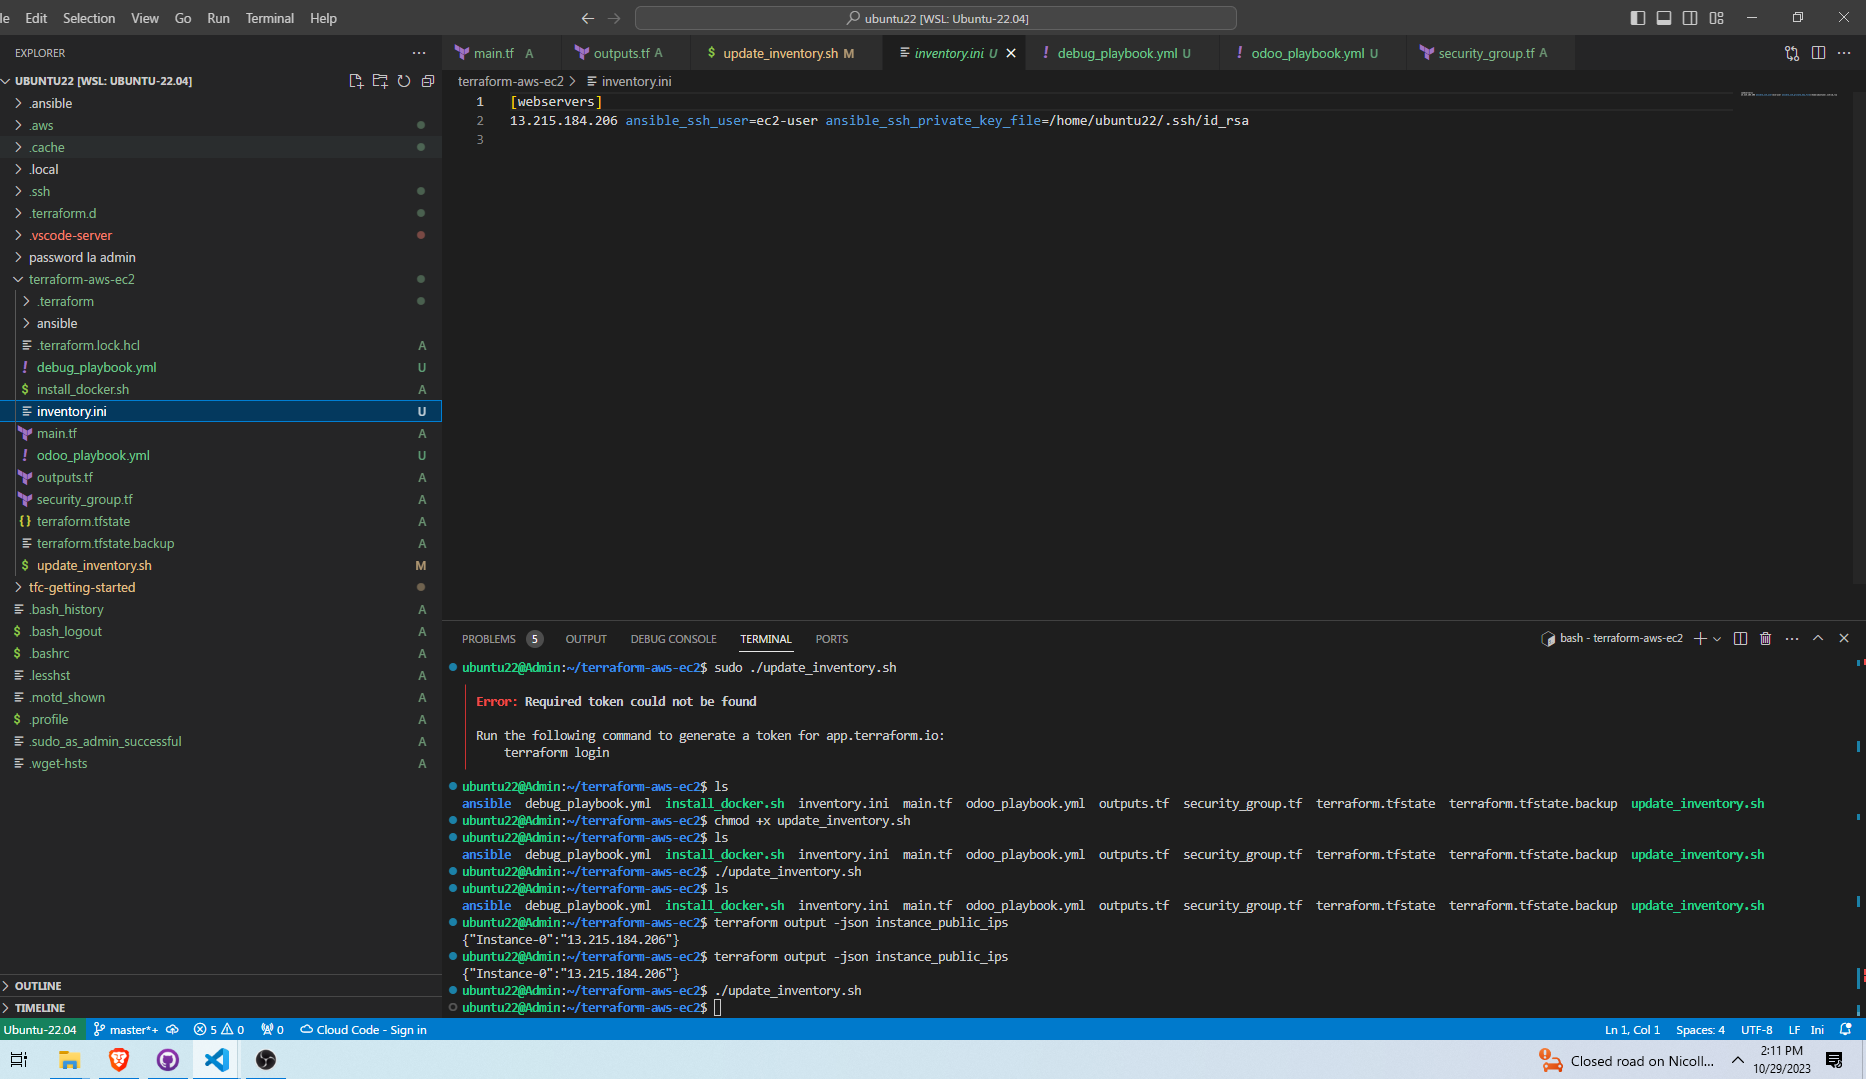 le Edit Selection View Go Run Terminal Help
ubuntu22 [WSL: Ubuntu-22.04]
EXPLORER
UBUNTU22 [WSL: UBUNTU-22.04]
.ansible
.aws
.cache
.local
.ssh
.terraform.d
.vscode-server
password la admin
terraform-aws-ec2
.terraform
ansible
.terraform.lock.hcl A
debug_playbook.yml U
install_docker.sh A
inventory.ini U
main.tf A
odoo_playbook.yml U
outputs.tf A
security_group.tf A
terraform.tfstate A
terraform.tfstate.backup A
update_inventory.sh M
tfc-getting-started
.bash_history A
.bash_logout A
.bashrc A
.lesshst A
.motd_shown A
.profile A
.sudo_as_admin_successful A
.wget-hsts A
OUTLINE
TIMELINE
main.tf A outputs.tf A update_inventory.sh M inventory.ini U debug_playbook.yml U odoo_playbook.yml U security_group.tf A
terraform-aws-ec2 > inventory.ini
1 [webservers]
2 13.215.184.206 ansible_ssh_user=ec2-user ansible_ssh_private_key_file=/home/ubuntu22/.ssh/id_rsa
3
PROBLEMS 5 OUTPUT DEBUG CONSOLE TERMINAL PORTS
bash - terraform-aws-ec2
ubuntu22@Admin:~/terraform-aws-ec2$ sudo ./update_inventory.sh
Error: Required token could not be found
Run the following command to generate a token for app.terraform.io:
terraform login
ubuntu22@Admin:~/terraform-aws-ec2$ ls
ansible debug_playbook.yml install_docker.sh inventory.ini main.tf odoo_playbook.yml outputs.tf security_group.tf terraform.tfstate terraform.tfstate.backup update_inventory.sh
ubuntu22@Admin:~/terraform-aws-ec2$ chmod +x update_inventory.sh
ubuntu22@Admin:~/terraform-aws-ec2$ ls
ansible debug_playbook.yml install_docker.sh inventory.ini main.tf odoo_playbook.yml outputs.tf security_group.tf terraform.tfstate terraform.tfstate.backup update_inventory.sh
ubuntu22@Admin:~/terraform-aws-ec2$ ./update_inventory.sh
ubuntu22@Admin:~/terraform-aws-ec2$ ls
ansible debug_playbook.yml install_docker.sh inventory.ini main.tf odoo_playbook.yml outputs.tf security_group.tf terraform.tfstate terraform.tfstate.backup update_inventory.sh
ubuntu22@Admin:~/terraform-aws-ec2$ terraform output -json instance_public_ips
{"Instance-0":"13.215.184.206"}
ubuntu22@Admin:~/terraform-aws-ec2$ terraform output -json instance_public_ips
{"Instance-0":"13.215.184.206"}
ubuntu22@Admin:~/terraform-aws-ec2$ ./update_inventory.sh
ubuntu22@Admin:~/terraform-aws-ec2$
Ubuntu-22.04 master*+ 5 0 0 Cloud Code - Sign in Ln 1, Col 1 Spaces: 4 UTF-8 LF Ini
Closed road on Nicoll...
2:11 PM
10/29/2023